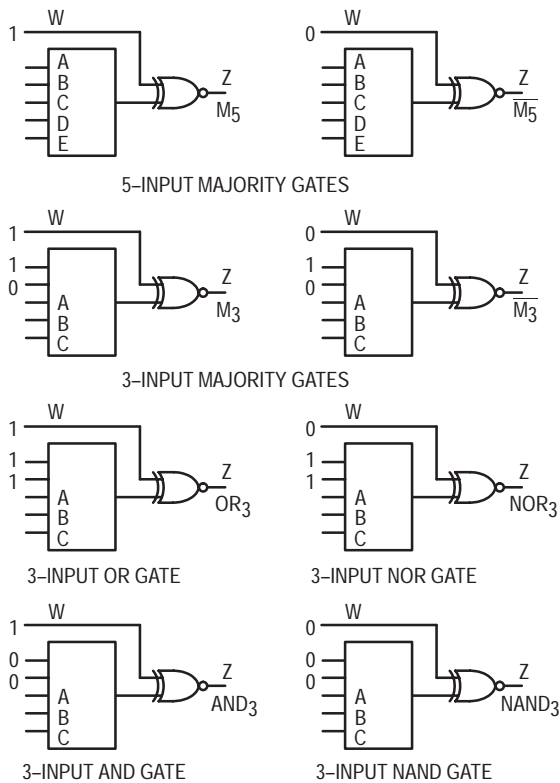 W W
1 0
A A
B Z B Z
C C
D M5 D M̅5̅
E E
5–INPUT MAJORITY GATES
W W
1 0
1 1
0 Z 0 Z
A A
B M3 B M̅3̅
C C
3–INPUT MAJORITY GATES
W W
1 0
1 1
1 Z 1 Z
A OR3 A NOR3
B B
C C
3–INPUT OR GATE 3–INPUT NOR GATE
W W
1 0
0 0
0 Z 0 Z
A AND3 A NAND3
B B
C C
3–INPUT AND GATE 3–INPUT NAND GATE